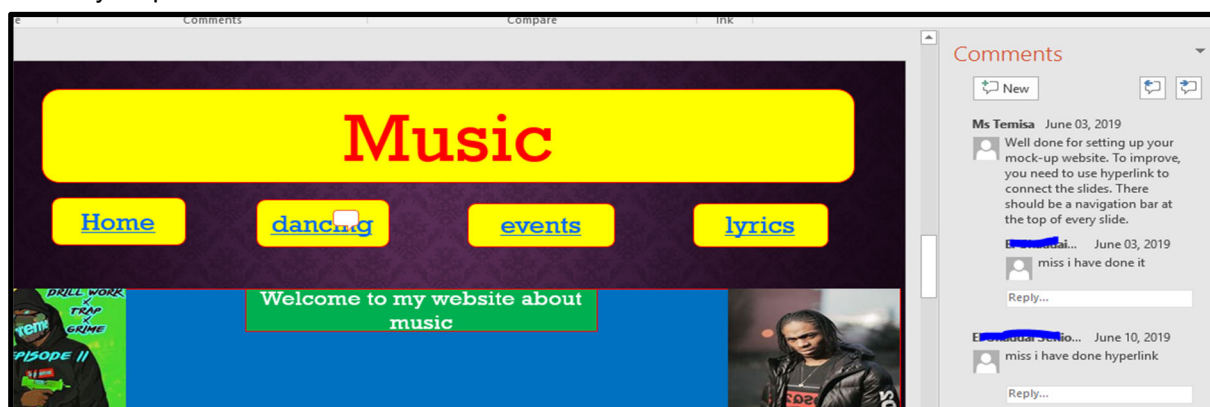 Comments Compare Ink
Music
Home dancing events lyrics
DRILL WORK
X
TRAP
X
GRIME
EPISODE II
Welcome to my website about
music
Comments
New
Ms Temisa June 03, 2019
Well done for setting up your
mock-up website. To improve,
you need to use hyperlink to
connect the slides. There
should be a navigation bar at
the top of every slide.
June 03, 2019
miss i have done it
Reply...
June 10, 2019
miss i have done hyperlink
Reply...